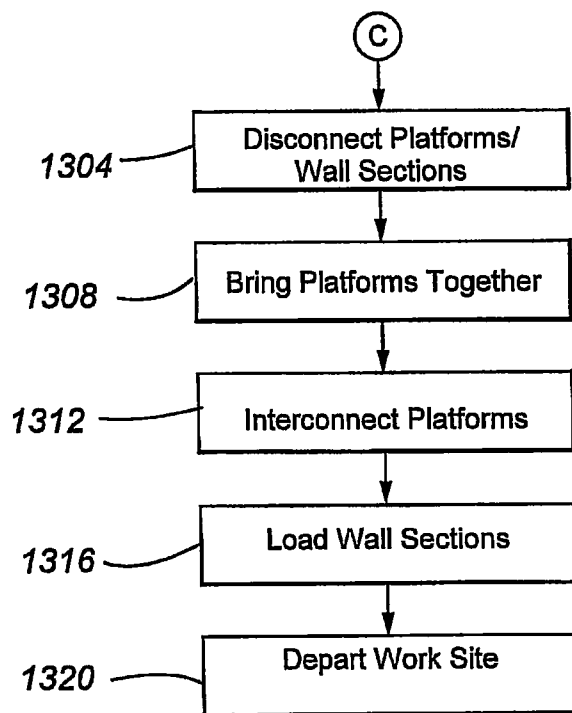 C
1304
Disconnect Platforms/
Wall Sections
1308
Bring Platforms Together
1312
Interconnect Platforms
1316
Load Wall Sections
1320
Depart Work Site